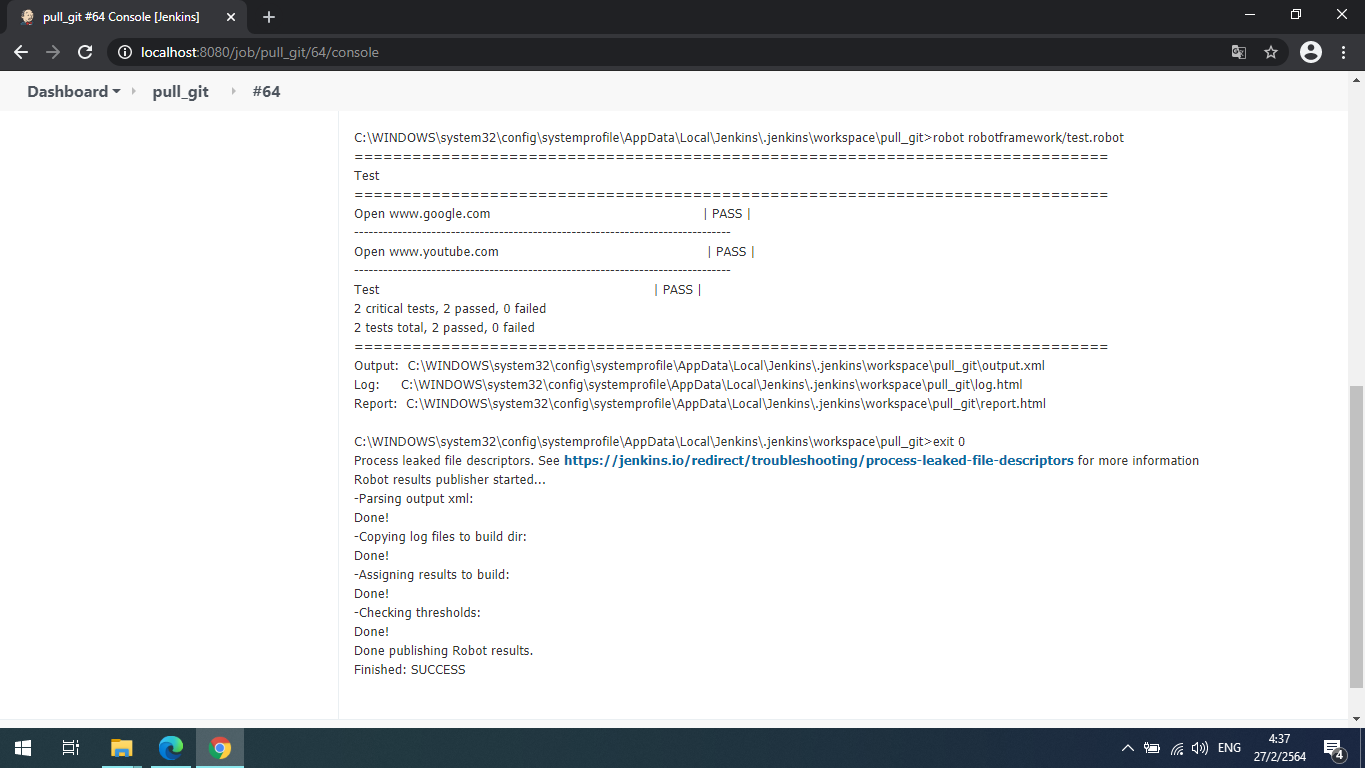 pull_git #64 Console [Jenkins]
localhost:8080/job/pull_git/64/console
Dashboard pull_git #64
C:\WINDOWS\system32\config\systemprofile\AppData\Local\Jenkins\.jenkins\workspace\pull_git>robot robotframework/test.robot
==============================================================================
Test
==============================================================================
Open www.google.com | PASS |
------------------------------------------------------------------------------
Open www.youtube.com | PASS |
------------------------------------------------------------------------------
Test | PASS |
2 critical tests, 2 passed, 0 failed
2 tests total, 2 passed, 0 failed
==============================================================================
Output: C:\WINDOWS\system32\config\systemprofile\AppData\Local\Jenkins\.jenkins\workspace\pull_git\output.xml
Log: C:\WINDOWS\system32\config\systemprofile\AppData\Local\Jenkins\.jenkins\workspace\pull_git\log.html
Report: C:\WINDOWS\system32\config\systemprofile\AppData\Local\Jenkins\.jenkins\workspace\pull_git\report.html
C:\WINDOWS\system32\config\systemprofile\AppData\Local\Jenkins\.jenkins\workspace\pull_git>exit 0
Process leaked file descriptors. See https://jenkins.io/redirect/troubleshooting/process-leaked-file-descriptors for more information
Robot results publisher started...
-Parsing output xml:
Done!
-Copying log files to build dir:
Done!
-Assigning results to build:
Done!
-Checking thresholds:
Done!
Done publishing Robot results.
Finished: SUCCESS
ENG
4:37
27/2/2564
4